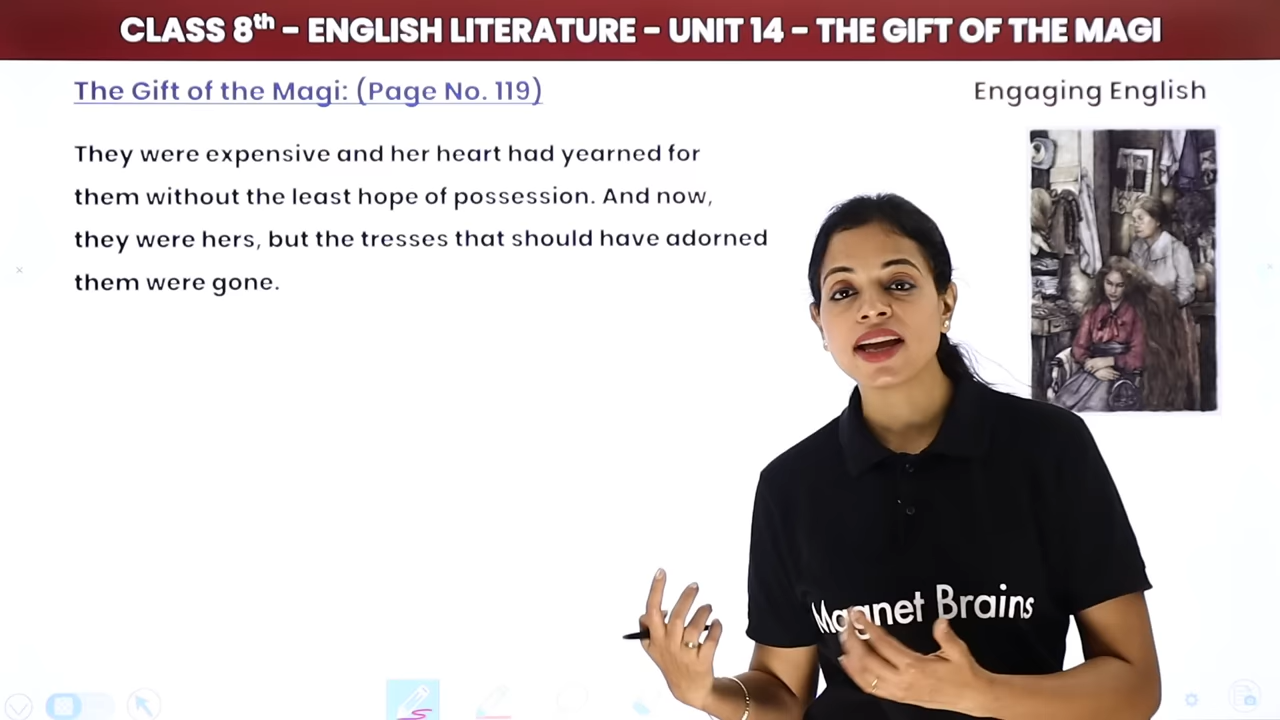 CLASS 8th – ENGLISH LITERATURE – UNIT 14 – THE GIFT OF THE MAGI
The Gift of the Magi: (Page No. 119)
Engaging English
They were expensive and her heart had yearned for
them without the least hope of possession. And now,
they were hers, but the tresses that should have adorned
them were gone.
Magnet Brains